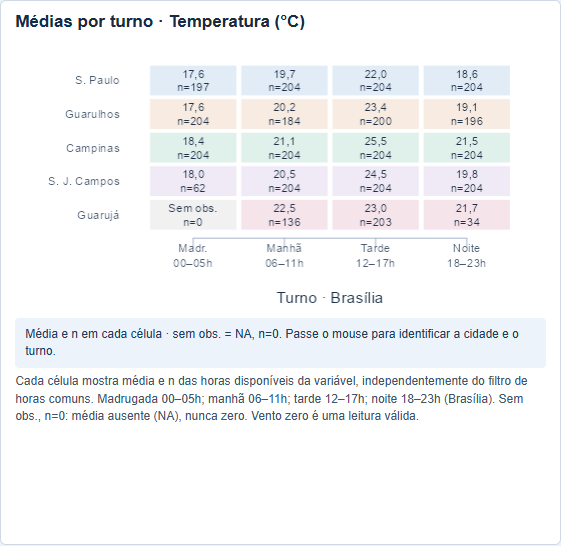 Médias por turno · Temperatura (°C)
S. Paulo 17,6 19,7 22,0 18,6
n=197 n=204 n=204 n=204
Guarulhos 17,6 20,2 23,4 19,1
n=204 n=184 n=200 n=196
Campinas 18,4 21,1 25,5 21,5
n=204 n=204 n=204 n=204
S. J. Campos 18,0 20,5 24,5 19,8
n=62 n=204 n=204 n=204
Guarujá Sem obs. 22,5 23,0 21,7
n=0 n=136 n=203 n=34
Madr. Manhã Tarde Noite
00–05h 06–11h 12–17h 18–23h
Turno · Brasília
Média e n em cada célula · sem obs. = NA, n=0. Passe o mouse para identificar a cidade e o
turno.
Cada célula mostra média e n das horas disponíveis da variável, independentemente do filtro de
horas comuns. Madrugada 00–05h; manhã 06–11h; tarde 12–17h; noite 18–23h (Brasília). Sem
obs., n=0: média ausente (NA), nunca zero. Vento zero é uma leitura válida.